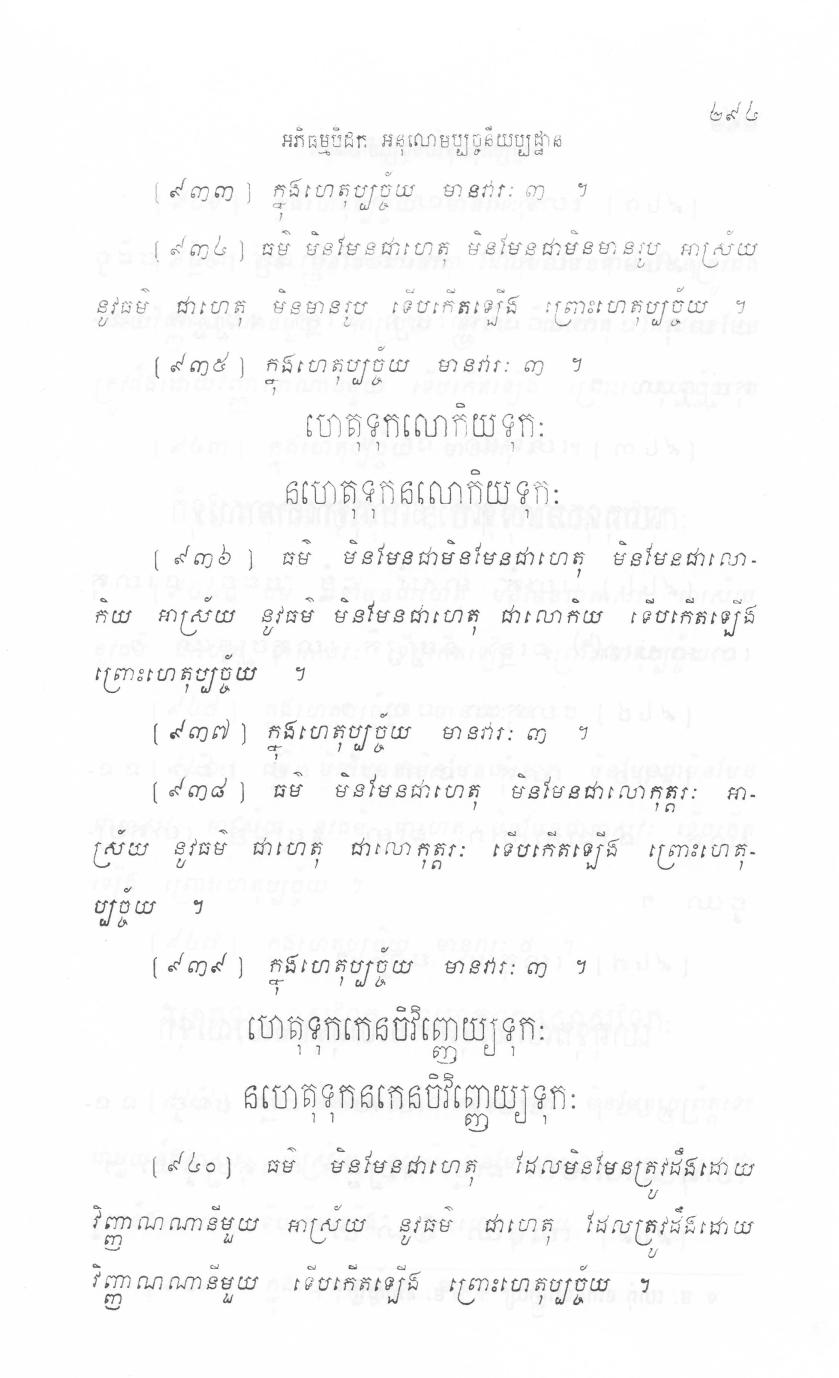 ២៩៤
អភិធម្មបិដក អនុលោមប្បច្ចនីយប្បដ្ឋាន
[ ៩៣៣ ] ក្នុងហេតុប្បច្ច័យ មានវារៈ ៣ ។
[ ៩៣៤ ] ធម៌ មិនមែនជាហេតុ មិនមែនជាមិនមានរូប អាស្រ័យ
នូវធម៌ ជាហេតុ មិនមានរូប ទើបកើតឡើង ព្រោះហេតុប្បច្ច័យ ។
[ ៩៣៥ ] ក្នុងហេតុប្បច្ច័យ មានវារៈ ៣ ។
ហេតុទុកលោកិយទុកៈ
នហេតុទុកនលោកិយទុកៈ
[ ៩៣៦ ] ធម៌ មិនមែនជាមិនមែនជាហេតុ មិនមែនជាលោ-
កិយ អាស្រ័យ នូវធម៌ មិនមែនជាហេតុ ជាលោកិយ ទើបកើតឡើង
ព្រោះហេតុប្បច្ច័យ ។
[ ៩៣៧ ] ក្នុងហេតុប្បច្ច័យ មានវារៈ ៣ ។
[ ៩៣៨ ] ធម៌ មិនមែនជាហេតុ មិនមែនជាលោកុត្តរៈ អា-
ស្រ័យ នូវធម៌ ជាហេតុ ជាលោកុត្តរៈ ទើបកើតឡើង ព្រោះហេតុ-
ប្បច្ច័យ ។
[ ៩៣៩ ] ក្នុងហេតុប្បច្ច័យ មានវារៈ ៣ ។
ហេតុទុកកេនចិវិញ្ញេយ្យទុកៈ
នហេតុទុកនកេនចិវិញ្ញេយ្យទុកៈ
[ ៩៤០ ] ធម៌ មិនមែនជាហេតុ ដែលមិនមែនត្រូវដឹងដោយ
វិញ្ញាណណានីមួយ អាស្រ័យ នូវធម៌ ជាហេតុ ដែលត្រូវដឹងដោយ
វិញ្ញាណណានីមួយ ទើបកើតឡើង ព្រោះហេតុប្បច្ច័យ ។